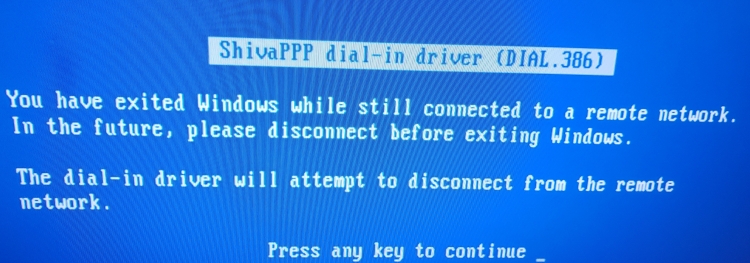 ShivaPPP dial-in driver (DIAL.386)
You have exited Windows while still connected to a remote network.
In the future, please disconnect before exiting Windows.
The dial-in driver will attempt to disconnect from the remote
network.
Press any key to continue _